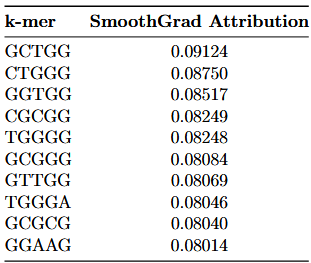 k-mer SmoothGrad Attribution
GCTGG 0.09124
CTGGG 0.08750
GGTGG 0.08517
CGCGG 0.08249
TGGGG 0.08248
GCGGG 0.08084
GTTGG 0.08069
TGGGA 0.08046
GCGCG 0.08040
GGAAG 0.08014